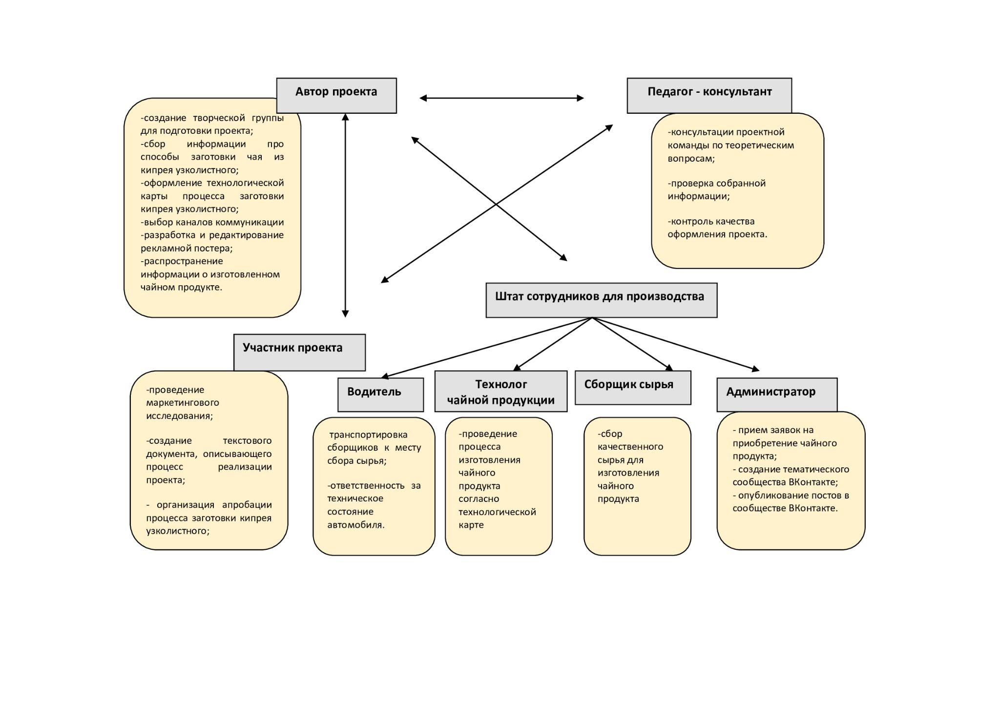 Автор проекта
Педагог - консультант
-создание творческой группы
для подготовки проекта;
-сбор информации про
способы заготовки чая из
кипрея узколистного;
-оформление технологической
карты процесса заготовки
кипрея узколистного;
-выбор каналов коммуникации
-разработка и редактирование
рекламной постера;
-распространение
информации о изготовленном
чайном продукте.
-консультации проектной
команды по теоретическим
вопросам;
-проверка собранной
информации;
-контроль качества
оформления проекта.
Штат сотрудников для производства
Участник проекта
-проведение
маркетингового
исследования;
-создание текстового
документа, описывающего
процесс реализации
проекта;
- организация апробации
процесса заготовки кипрея
узколистного;
Водитель
транспортировка
сборщиков к месту
сбора сырья;
-ответственность за
техническое
состояние
автомобиля.
Технолог
чайной продукции
-проведение
процесса
изготовления
чайного
продукта
согласно
технологической
карте
Сборщик сырья
-сбор
качественного
сырья для
изготовления
чайного
продукта
Администратор
- прием заявок на
приобретение чайного
продукта;
- создание тематического
сообщества ВКонтакте;
- опубликование постов в
сообществе ВКонтакте.